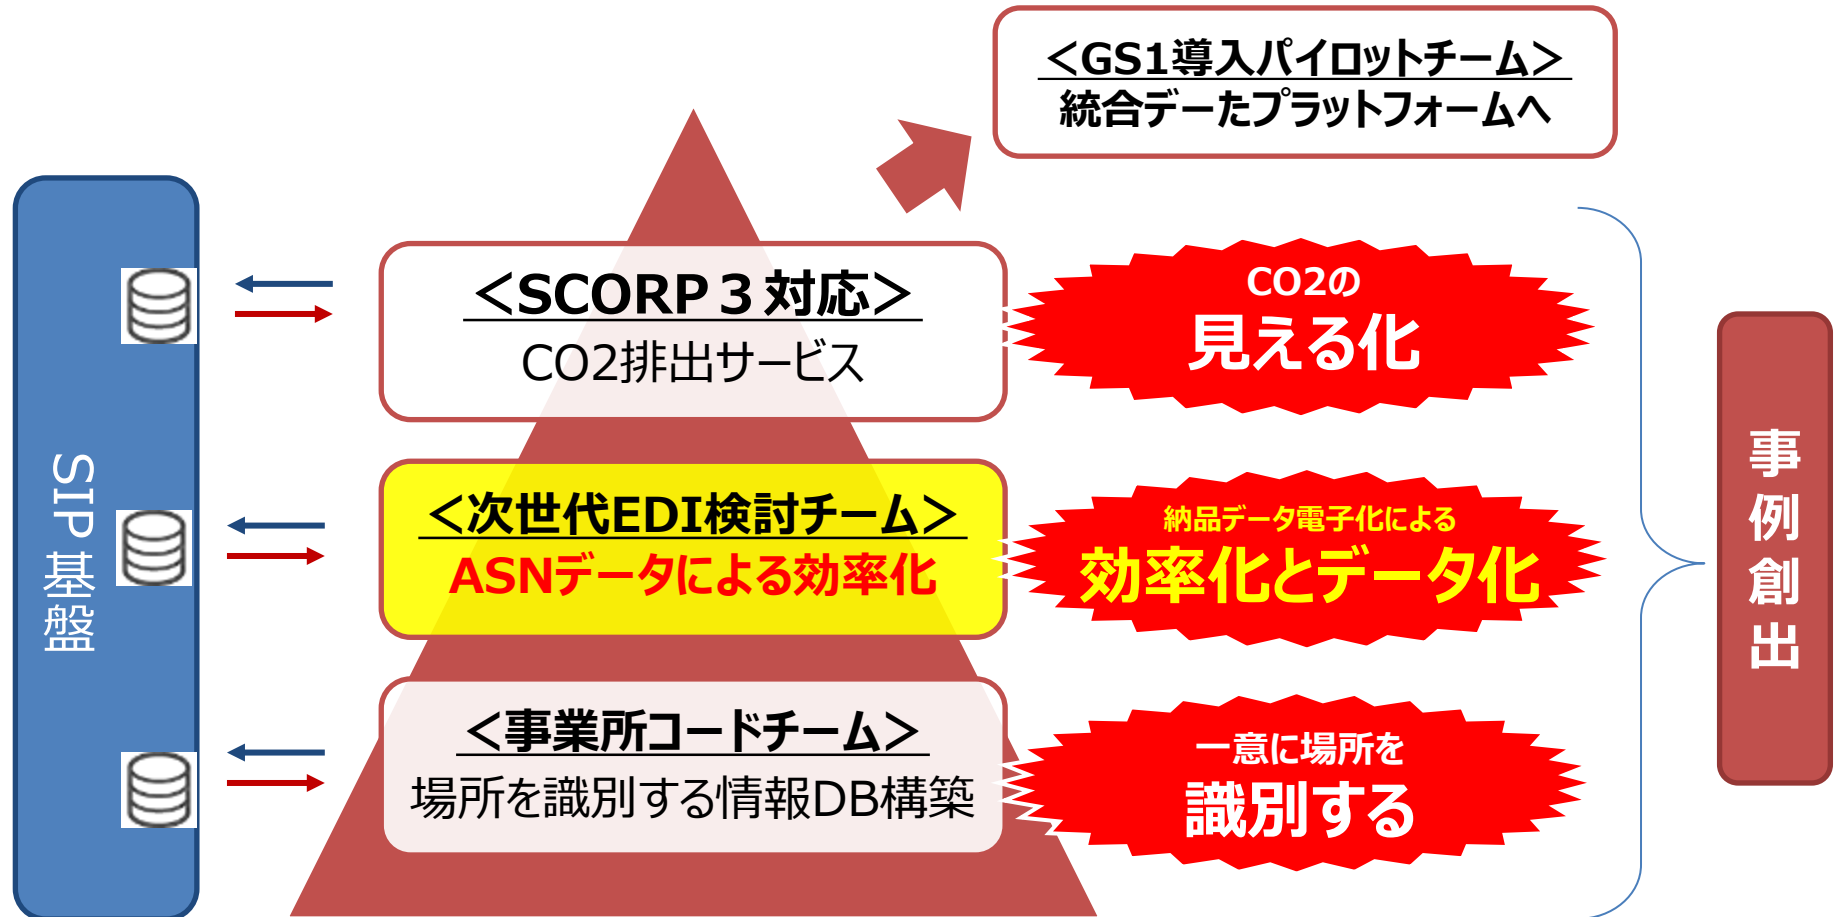 ＜GS1導入パイロットチーム＞
統合デーたプラットフォームへ
SIP基盤
＜SCORP３対応＞
CO2排出サービス
CO2の
見える化
＜次世代EDI検討チーム＞
ASNデータによる効率化
納品データ電子化による
効率化とデータ化
＜事業所コードチーム＞
場所を識別する情報DB構築
一意に場所を
識別する
事例創出